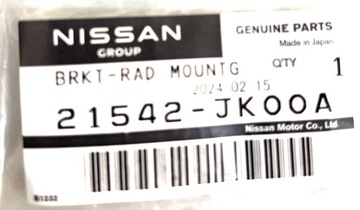 NISSAN GENUINE PARTS
GROUP Made in Japan
BRKT-RAD MOUNTG QTY 1
2024 02 15
21542-JK00A
Nissan Motor Co., Ltd.
B1332